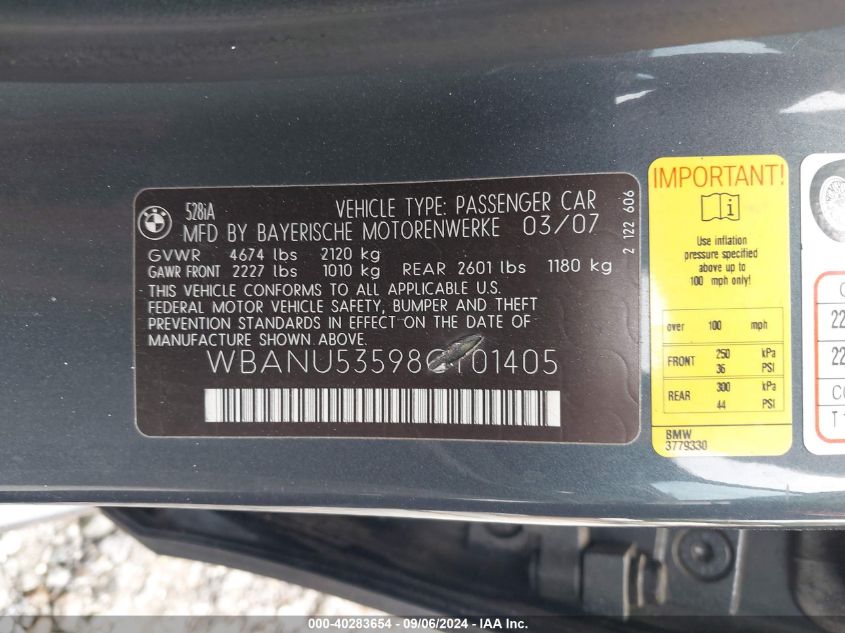 528iA VEHICLE TYPE: PASSENGER CAR
MFD BY BAYERISCHE MOTORENWERKE 03/07
GVWR 4674 lbs 2120 kg
GAWR FRONT 2227 lbs 1010 kg REAR 2601 lbs 1180 kg
THIS VEHICLE CONFORMS TO ALL APPLICABLE U.S.
FEDERAL MOTOR VEHICLE SAFETY, BUMPER AND THEFT
PREVENTION STANDARDS IN EFFECT ON THE DATE OF
MANUFACTURE SHOWN ABOVE.
2 122 606
IMPORTANT!
Use inflation
pressure specified
above up to
100 mph only!
over 100 mph
FRONT 250 kPa
36 PSI
REAR 300 kPa
44 PSI
BMW
3779330
000-40283654 - 09/06/2024 - IAAI.COM